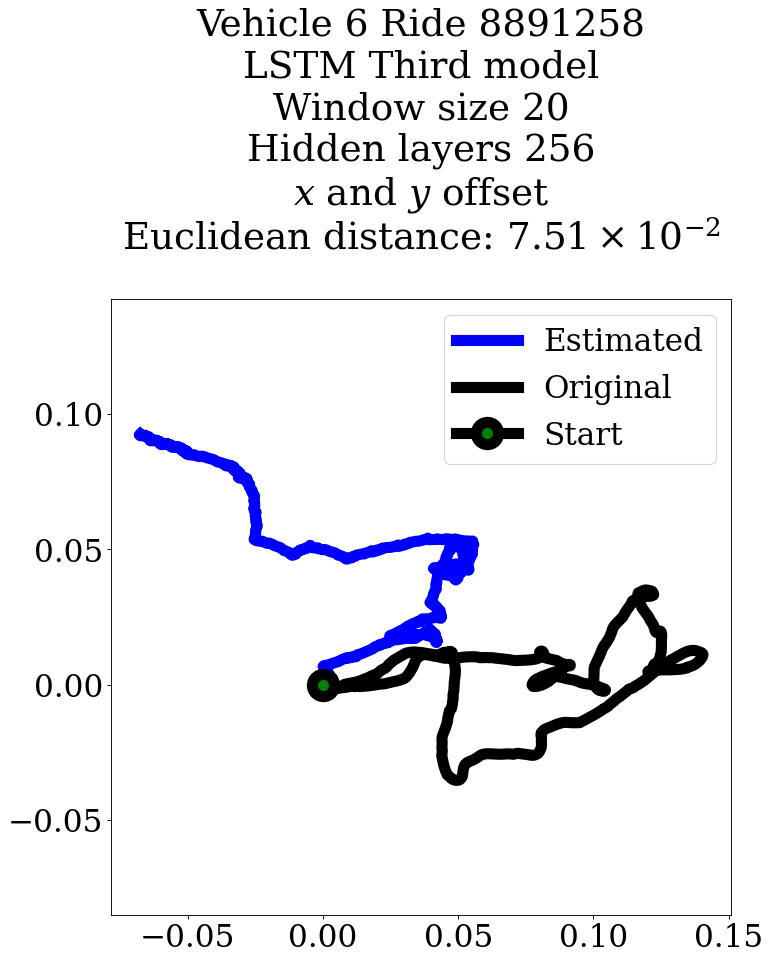 Vehicle 6 Ride 8891258
LSTM Third model
Window size 20
Hidden layers 256
x and y offset
Euclidean distance: 7.51 × 10⁻²
Estimated
Original
Start
0.10
0.05
0.00
−0.05
−0.05 0.00 0.05 0.10 0.15